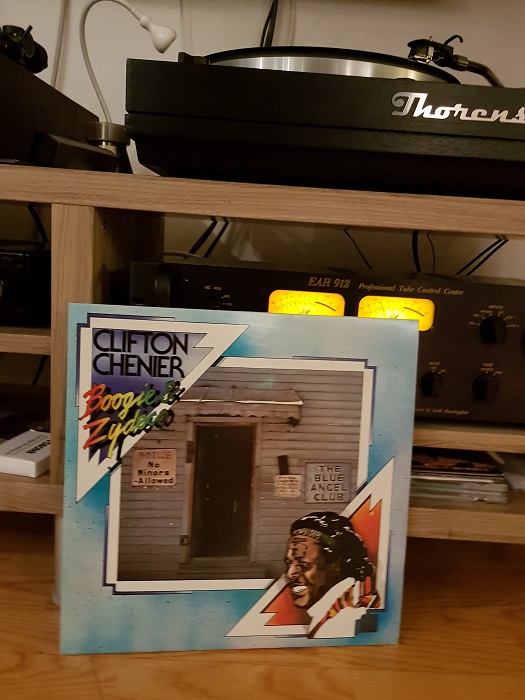 Thorens
EAR 912 Professional Tube Control Centre
CLIFTON
CHENIER
Boogie &
Zydeco
NOTICE
No
Minors
-Allowed
THE
BLUE
ANGEL
CLUB